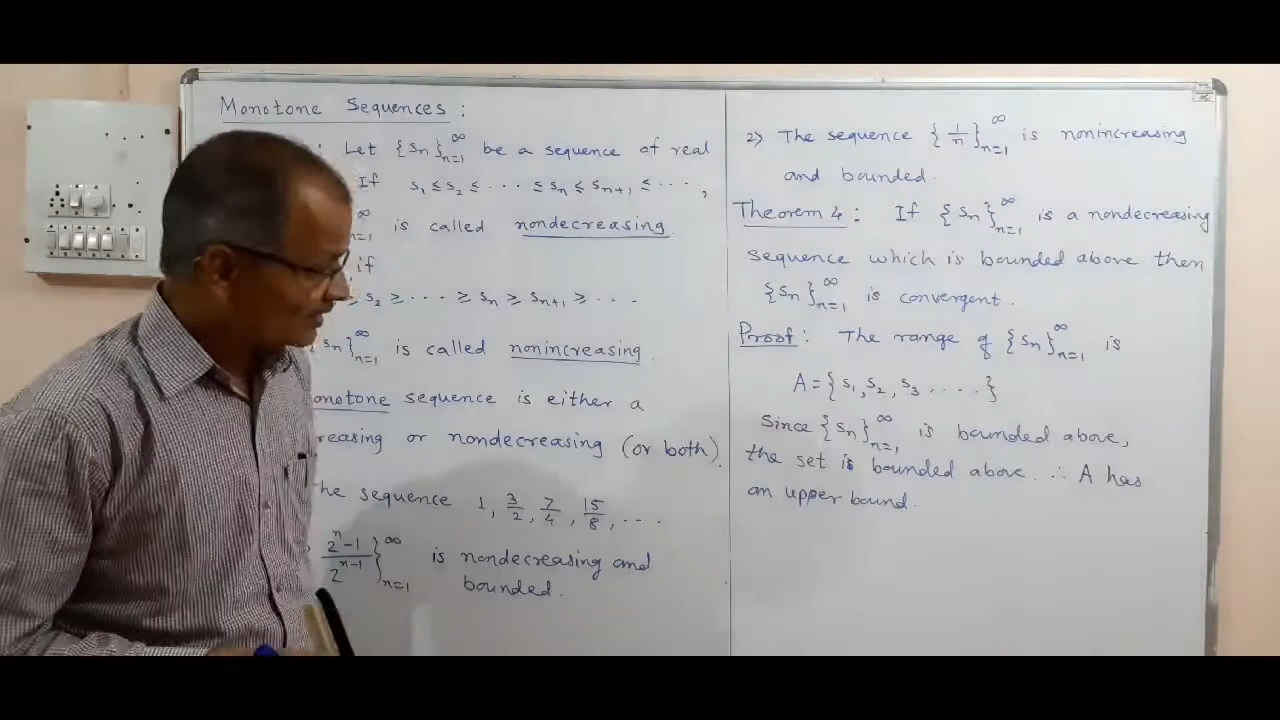 Monotone Sequences :
: Let {Sn}∞n=1 be a sequence of real
If S1 ≤ S2 ≤ ··· ≤ Sn ≤ Sn+1 ≤ ··· ,
∞n=1 is called nondecreasing.
if
≥ S2 ≥ ··· ≥ Sn ≥ Sn+1 ≥ ···
Sn}∞n=1 is called nonincreasing.
onotone sequence is either a
reasing or nondecreasing (or both).
he sequence 1, 3/2, 7/4, 15/8, ···
2^n-1/2^n-1}∞n=1 is nondecreasing and
bounded.
2) The sequence {1/n}∞n=1 is nonincreasing
and bounded.
Theorem 4 : If {Sn}∞n=1 is a nondecreasing
sequence which is bounded above then
{Sn}∞n=1 is convergent.
Proof : The range of {Sn}∞n=1 is
A = {S1, S2, S3, ....}
Since {Sn}∞n=1 is bounded above,
the set is bounded above. ∴ A has
an upper bound.